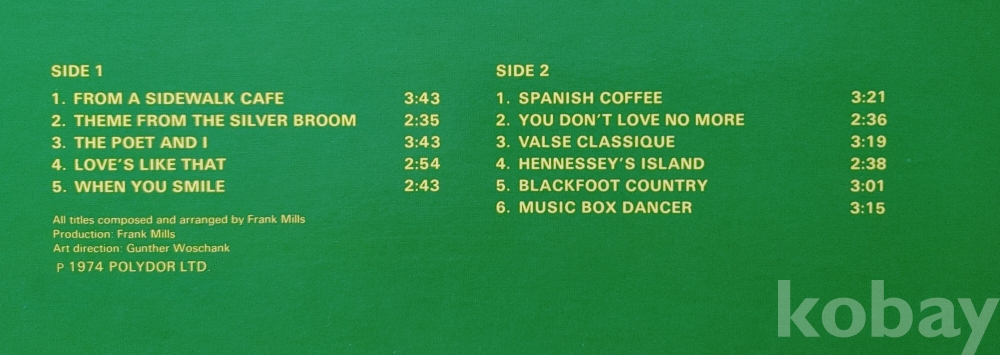 SIDE 1
1. FROM A SIDEWALK CAFE 3:43
2. THEME FROM THE SILVER BROOM 2:35
3. THE POET AND I 3:43
4. LOVE'S LIKE THAT 2:54
5. WHEN YOU SMILE 2:43
All titles composed and arranged by Frank Mills
Production: Frank Mills
Art direction: Gunther Woschank
P 1974 POLYDOR LTD.
SIDE 2
1. SPANISH COFFEE 3:21
2. YOU DON'T LOVE NO MORE 2:36
3. VALSE CLASSIQUE 3:19
4. HENNESSEY'S ISLAND 2:38
5. BLACKFOOT COUNTRY 3:01
6. MUSIC BOX DANCER 3:15
kobay